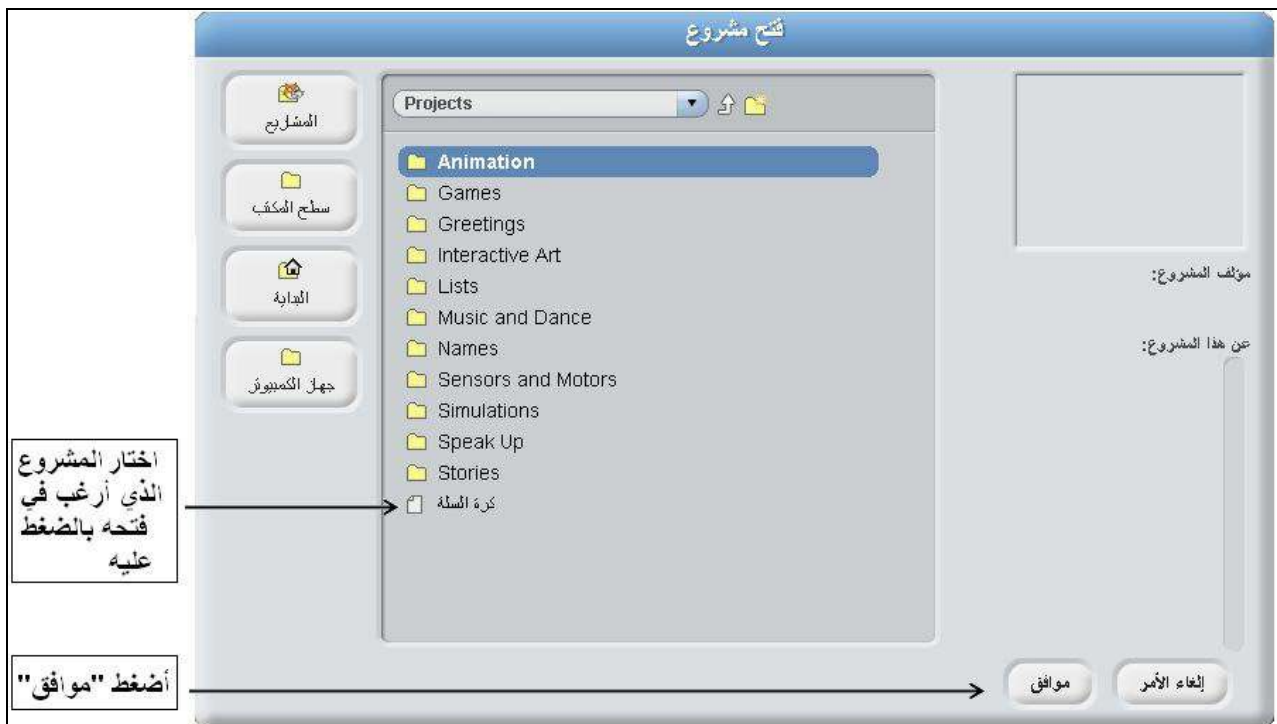 فتح مشروع
المشاريع
سطح المكتب
البداية
جهاز الكمبيوتر
Projects
Animation
Games
Greetings
Interactive Art
Lists
Music and Dance
Names
Sensors and Motors
Simulations
Speak Up
Stories
كرة السلة
مؤلف المشروع:
عن هذا المشروع:
اختار المشروع
الذي أرغب في
فتحه بالضغط
عليه
أضغط "موافق"
موافق
إلغاء الأمر